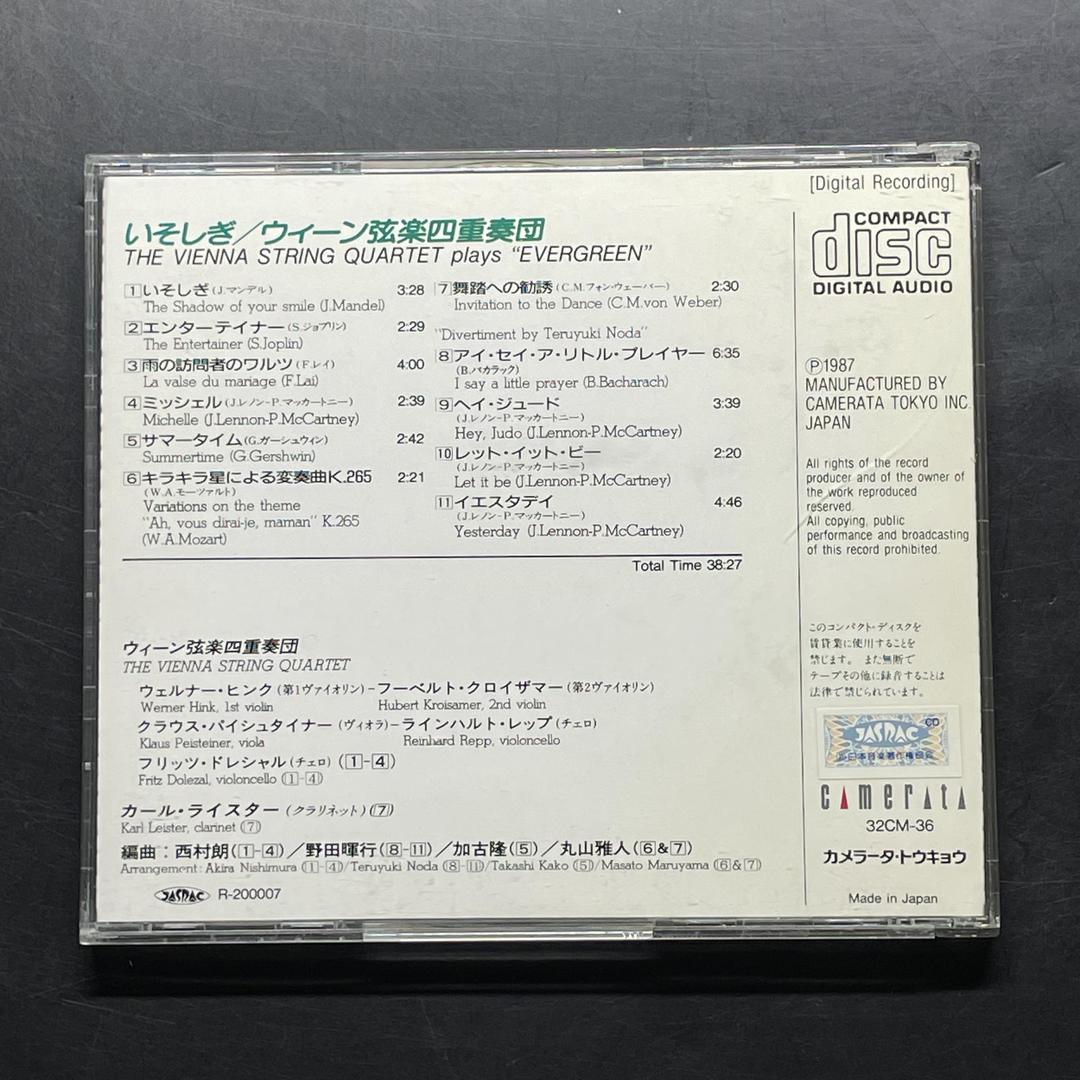 いそしぎ/ウィーン弦楽四重奏団
THE VIENNA STRING QUARTET plays "EVERGREEN"
1 いそしぎ (J.マンデル) 3:28
The Shadow of your smile (J.Mandel)
2 エンターテイナー (S.ジョプリン) 2:29
The Entertainer (S.Joplin)
3 雨の訪問者のワルツ (F.レイ) 4:00
La valse du mariage (F.Lai)
4 ミッシェル (J.レノン-P.マッカートニー) 2:39
Michelle (J.Lennon-P.McCartney)
5 サマータイム (G.ガーシュウィン) 2:42
Summertime (G.Gershwin)
6 キラキラ星による変奏曲K.265 2:21
(W.A.モーツァルト)
Variations on the theme
"Ah, vous dirai-je, maman" K.265
(W.A.Mozart)
7 舞踏への勧誘 (C.M.フォン・ウェーバー) 2:30
Invitation to the Dance (C.M.von Weber)
"Divertiment by Teruyuki Noda"
8 アイ・セイ・ア・リトル・プレイヤー 6:35
(B.バカラック)
I say a little prayer (B.Bacharach)
9 ヘイ・ジュード 3:39
(J.レノン-P.マッカートニー)
Hey, Judo (J.Lennon-P.McCartney)
10 レット・イット・ビー 2:20
(J.レノン-P.マッカートニー)
Let it be (J.Lennon-P.McCartney)
11 イエスタデイ 4:46
(J.レノン-P.マッカートニー)
Yesterday (J.Lennon-P.McCartney)
Total Time 38:27
ウィーン弦楽四重奏団
THE VIENNA STRING QUARTET
ウェルナー・ヒンク (第1ヴァイオリン) – フーベルト・クロイザマー (第2ヴァイオリン)
Werner Hink, 1st violin Hubert Kroisamer, 2nd violin
クラウス・パイシュタイナー (ヴィオラ) – ラインハルト・レップ (チェロ)
Klaus Peisteiner, viola Reinhard Repp, violoncello
フリッツ・ドレシャル (チェロ) (1-4)
Fritz Dolezal, violoncello (1-4)
カール・ライスター (クラリネット) (7)
Karl Leister, clarinet (7)
編曲:西村朗(1-4)/野田暉行(8-11)/加古隆(5)/丸山雅人(6&7)
Arrangement: Akira Nishimura (1-4)/Teruyuki Noda (8-11)/Takashi Kako (5)/Masato Maruyama (6&7)
JASRAC R-200007
[Digital Recording]
COMPACT
disc
DIGITAL AUDIO
Ⓟ1987
MANUFACTURED BY
CAMERATA TOKYO INC.
JAPAN
All rights of the record
producer and of the owner of
the work reproduced
reserved.
All copying, public
performance and broadcasting
of this record prohibited.
このコンパクト・ディスクを
賃貸業に使用することを
禁じます。また無断で
テープその他に録音することは
法律で禁じられています。
CD
JASRAC
日本音楽著作権協会
camerata
32CM-36
カメラータ・トウキョウ
Made in Japan